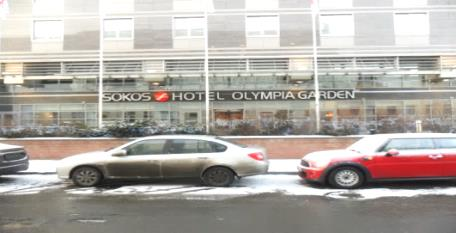 SOKOS HOTEL OLYMPIA GARDEN